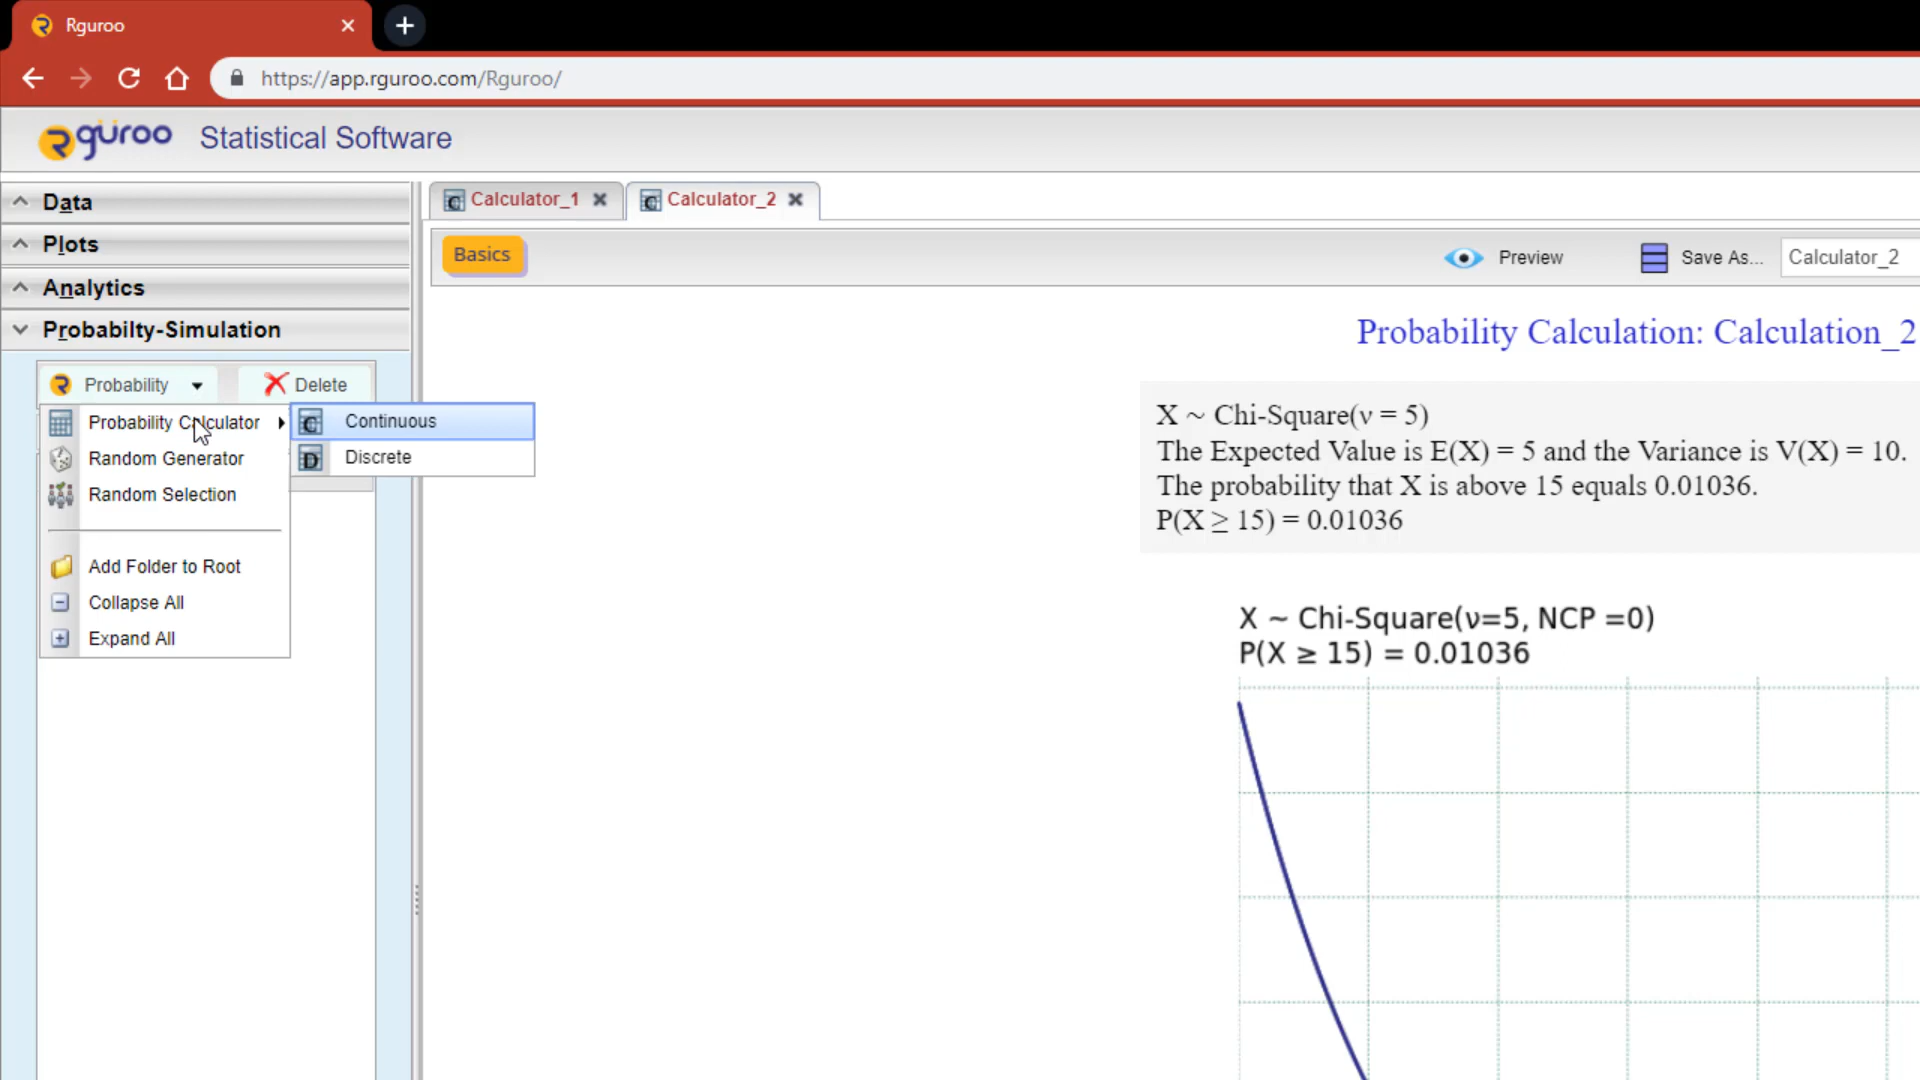 Rguroo
https://app.rguroo.com/Rguroo/
Rguroo Statistical Software
Data
Plots
Analytics
Probabilty-Simulation
Probability
Delete
Probability Calculator
Random Generator
Random Selection
Add Folder to Root
Collapse All
Expand All
C Continuous
D Discrete
C Calculator_1
C Calculator_2
Basics
Preview
Save As...
Calculator_2
Probability Calculation: Calculation_2
X ~ Chi-Square(ν = 5)
The Expected Value is E(X) = 5 and the Variance is V(X) = 10.
The probability that X is above 15 equals 0.01036.
P(X ≥ 15) = 0.01036
X ~ Chi-Square(ν=5, NCP =0)
P(X ≥ 15) = 0.01036